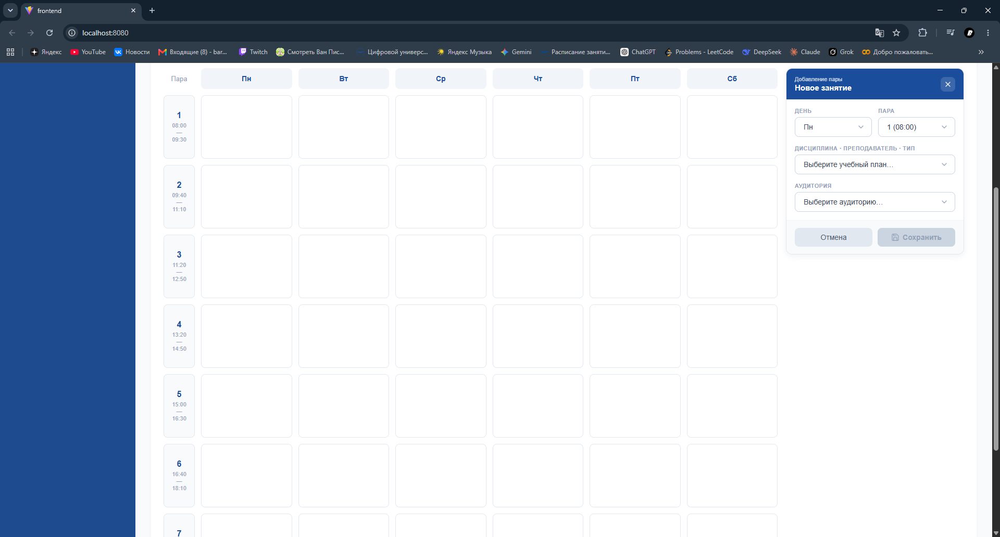 frontend
localhost:8080
Яндекс
YouTube
Новости
Входящие (8) - bar...
Twitch
Смотреть Ван Пис...
Цифровой универс...
Яндекс Музыка
Gemini
Расписание заняти...
ChatGPT
Problems - LeetCode
DeepSeek
Claude
Grok
Добро пожаловать...
Пара
Пн
Вт
Ср
Чт
Пт
Сб
1
08:00
—
09:30
2
09:40
—
11:10
3
11:20
—
12:50
4
13:20
—
14:50
5
15:00
—
16:30
6
16:40
—
18:10
7
Добавление пары
Новое занятие
ДЕНЬ
ПАРА
Пн
1 (08:00)
ДИСЦИПЛИНА · ПРЕПОДАВАТЕЛЬ · ТИП
Выберите учебный план...
АУДИТОРИЯ
Выберите аудиторию...
Отмена
Сохранить